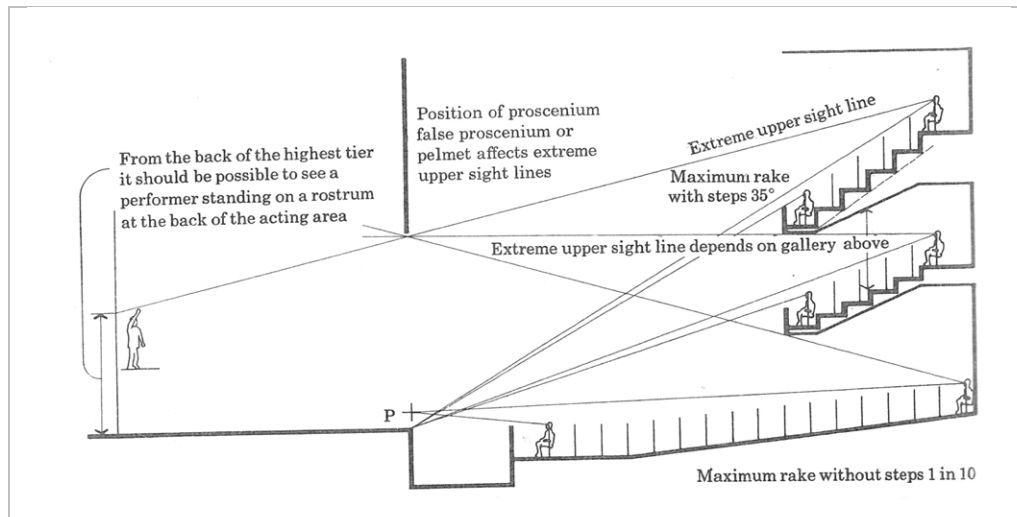 From the back of the highest tier
it should be possible to see a
performer standing on a rostrum
at the back of the acting area
Position of proscenium
false proscenium or
pelmet affects extreme
upper sight lines
Extreme upper sight line
Maximum rake
with steps 35°
Extreme upper sight line depends on gallery above
P
Maximum rake without steps 1 in 10